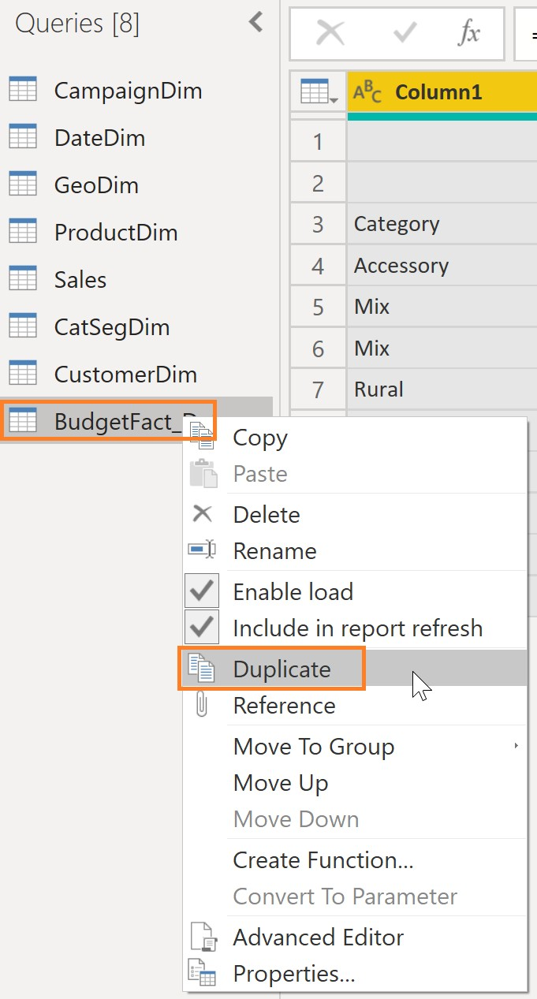 Queries [8]
fx
=
CampaignDim
DateDim
GeoDim
ProductDim
Sales
CatSegDim
CustomerDim
BudgetFact_D
ABC Column1
1
2
3 Category
4 Accessory
5 Mix
6 Mix
7 Rural
Copy
Paste
Delete
Rename
Enable load
Include in report refresh
Duplicate
Reference
Move To Group
Move Up
Move Down
Create Function...
Convert To Parameter
Advanced Editor
Properties...